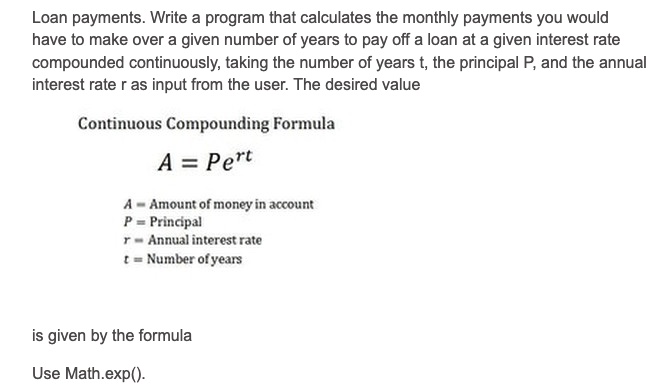 Loan payments. Write a program that calculates the monthly payments you would
have to make over a given number of years to pay off a loan at a given interest rate
compounded continuously, taking the number of years t, the principal P, and the annual
interest rate r as input from the user. The desired value
Continuous Compounding Formula
A = Pe^{rt}
A = Amount of money in account
P = Principal
r = Annual interest rate
t = Number of years
is given by the formula
Use Math.exp().